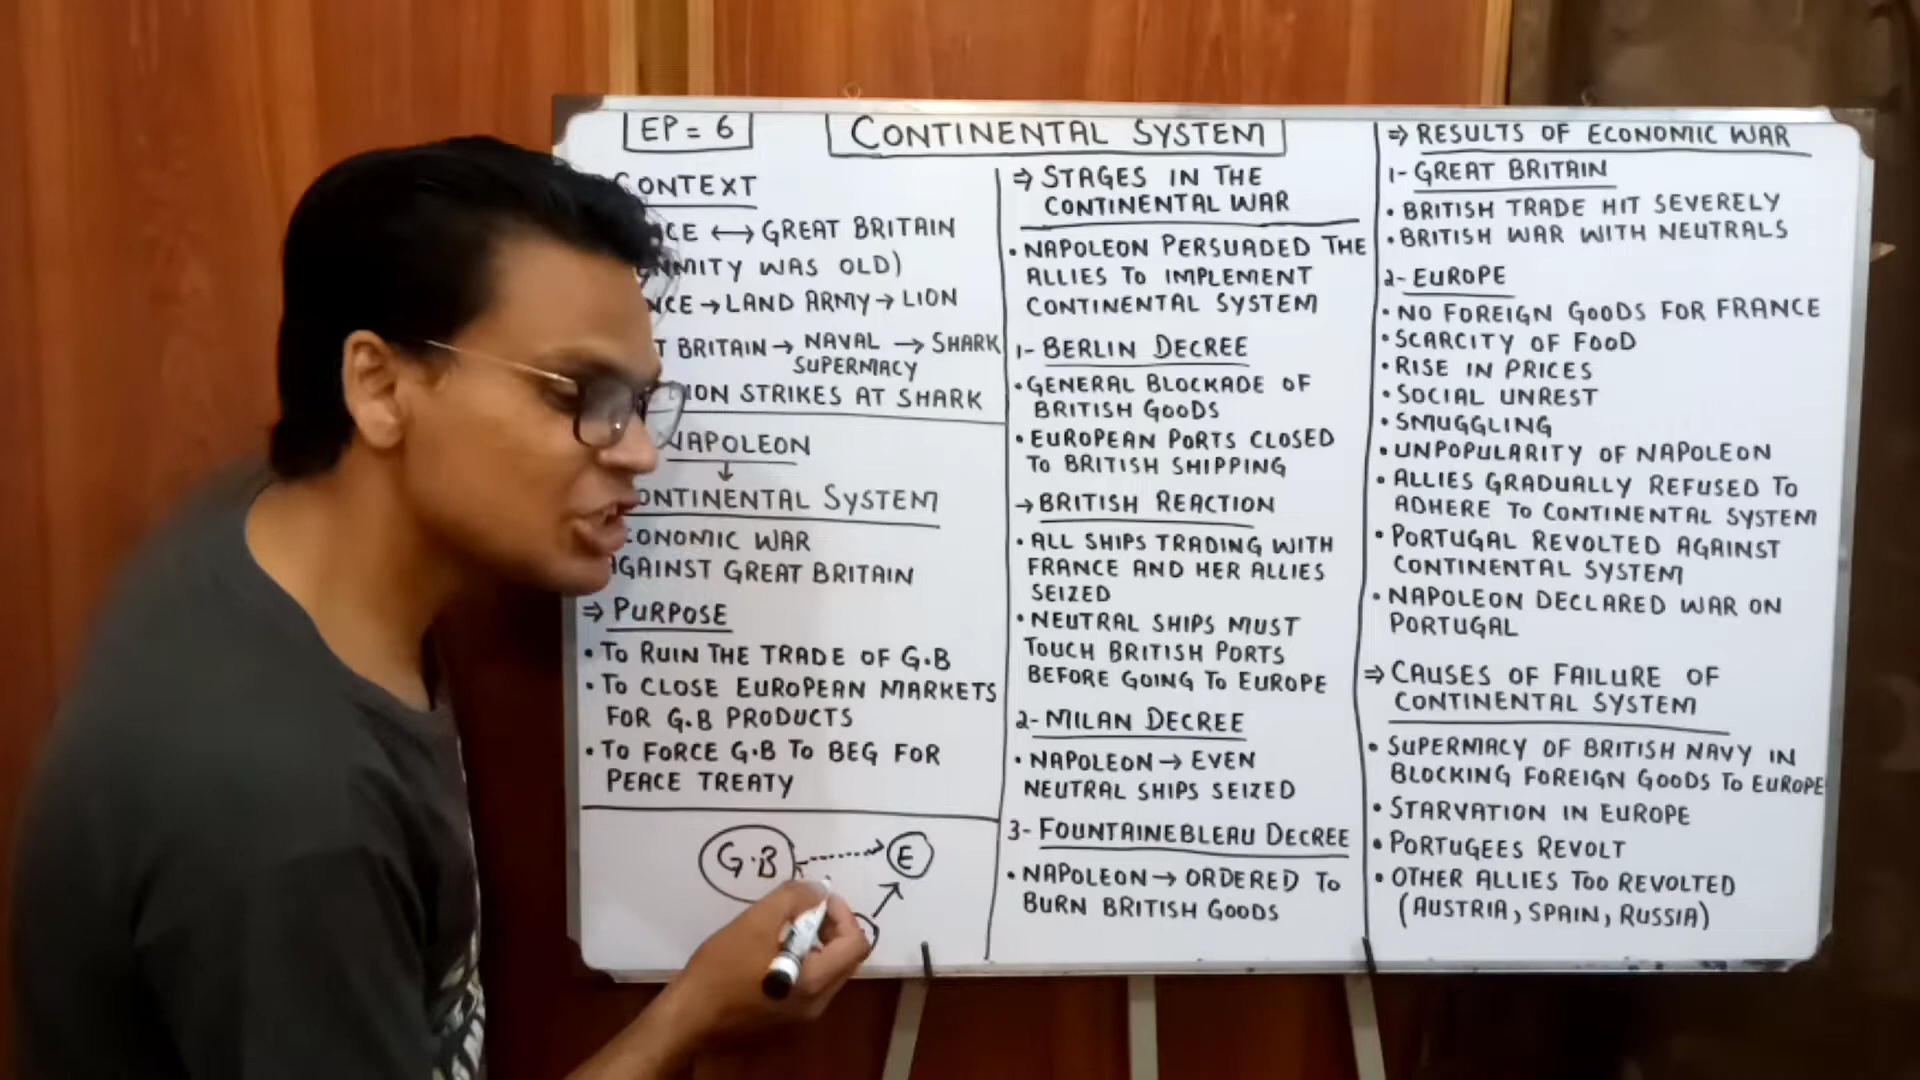 EP = 6
CONTINENTAL SYSTEM
CONTEXT
CE ↔ GREAT BRITAIN
NMITY WAS OLD)
NCE → LAND ARMY → LION
T BRITAIN → NAVAL → SHARK
SUPERMACY
ION STRIKES AT SHARK
NAPOLEON
↓
ONTINENTAL SYSTEM
CONOMIC WAR
AGAINST GREAT BRITAIN
⇒ PURPOSE
• TO RUIN THE TRADE OF G.B
• TO CLOSE EUROPEAN MARKETS
FOR G.B PRODUCTS
• TO FORCE G.B TO BEG FOR
PEACE TREATY
G.B
E
⇒ STAGES IN THE
CONTINENTAL WAR
• NAPOLEON PERSUADED THE
ALLIES TO IMPLEMENT
CONTINENTAL SYSTEM
1- BERLIN DECREE
• GENERAL BLOCKADE OF
BRITISH GOODS
• EUROPEAN PORTS CLOSED
TO BRITISH SHIPPING
→ BRITISH REACTION
• ALL SHIPS TRADING WITH
FRANCE AND HER ALLIES
SEIZED
• NEUTRAL SHIPS MUST
TOUCH BRITISH PORTS
BEFORE GOING TO EUROPE
2- MILAN DECREE
• NAPOLEON → EVEN
NEUTRAL SHIPS SEIZED
3- FOUNTAINEBLEAU DECREE
• NAPOLEON → ORDERED TO
BURN BRITISH GOODS
⇒ RESULTS OF ECONOMIC WAR
1- GREAT BRITAIN
• BRITISH TRADE HIT SEVERELY
• BRITISH WAR WITH NEUTRALS
2- EUROPE
• NO FOREIGN GOODS FOR FRANCE
• SCARCITY OF FOOD
• RISE IN PRICES
• SOCIAL UNREST
• SMUGGLING
• UNPOPULARITY OF NAPOLEON
• ALLIES GRADUALLY REFUSED TO
ADHERE TO CONTINENTAL SYSTEM
• PORTUGAL REVOLTED AGAINST
CONTINENTAL SYSTEM
• NAPOLEON DECLARED WAR ON
PORTUGAL
⇒ CAUSES OF FAILURE OF
CONTINENTAL SYSTEM
• SUPERMACY OF BRITISH NAVY IN
BLOCKING FOREIGN GOODS TO EUROPE
• STARVATION IN EUROPE
• PORTUGEES REVOLT
• OTHER ALLIES TOO REVOLTED
(AUSTRIA, SPAIN, RUSSIA)